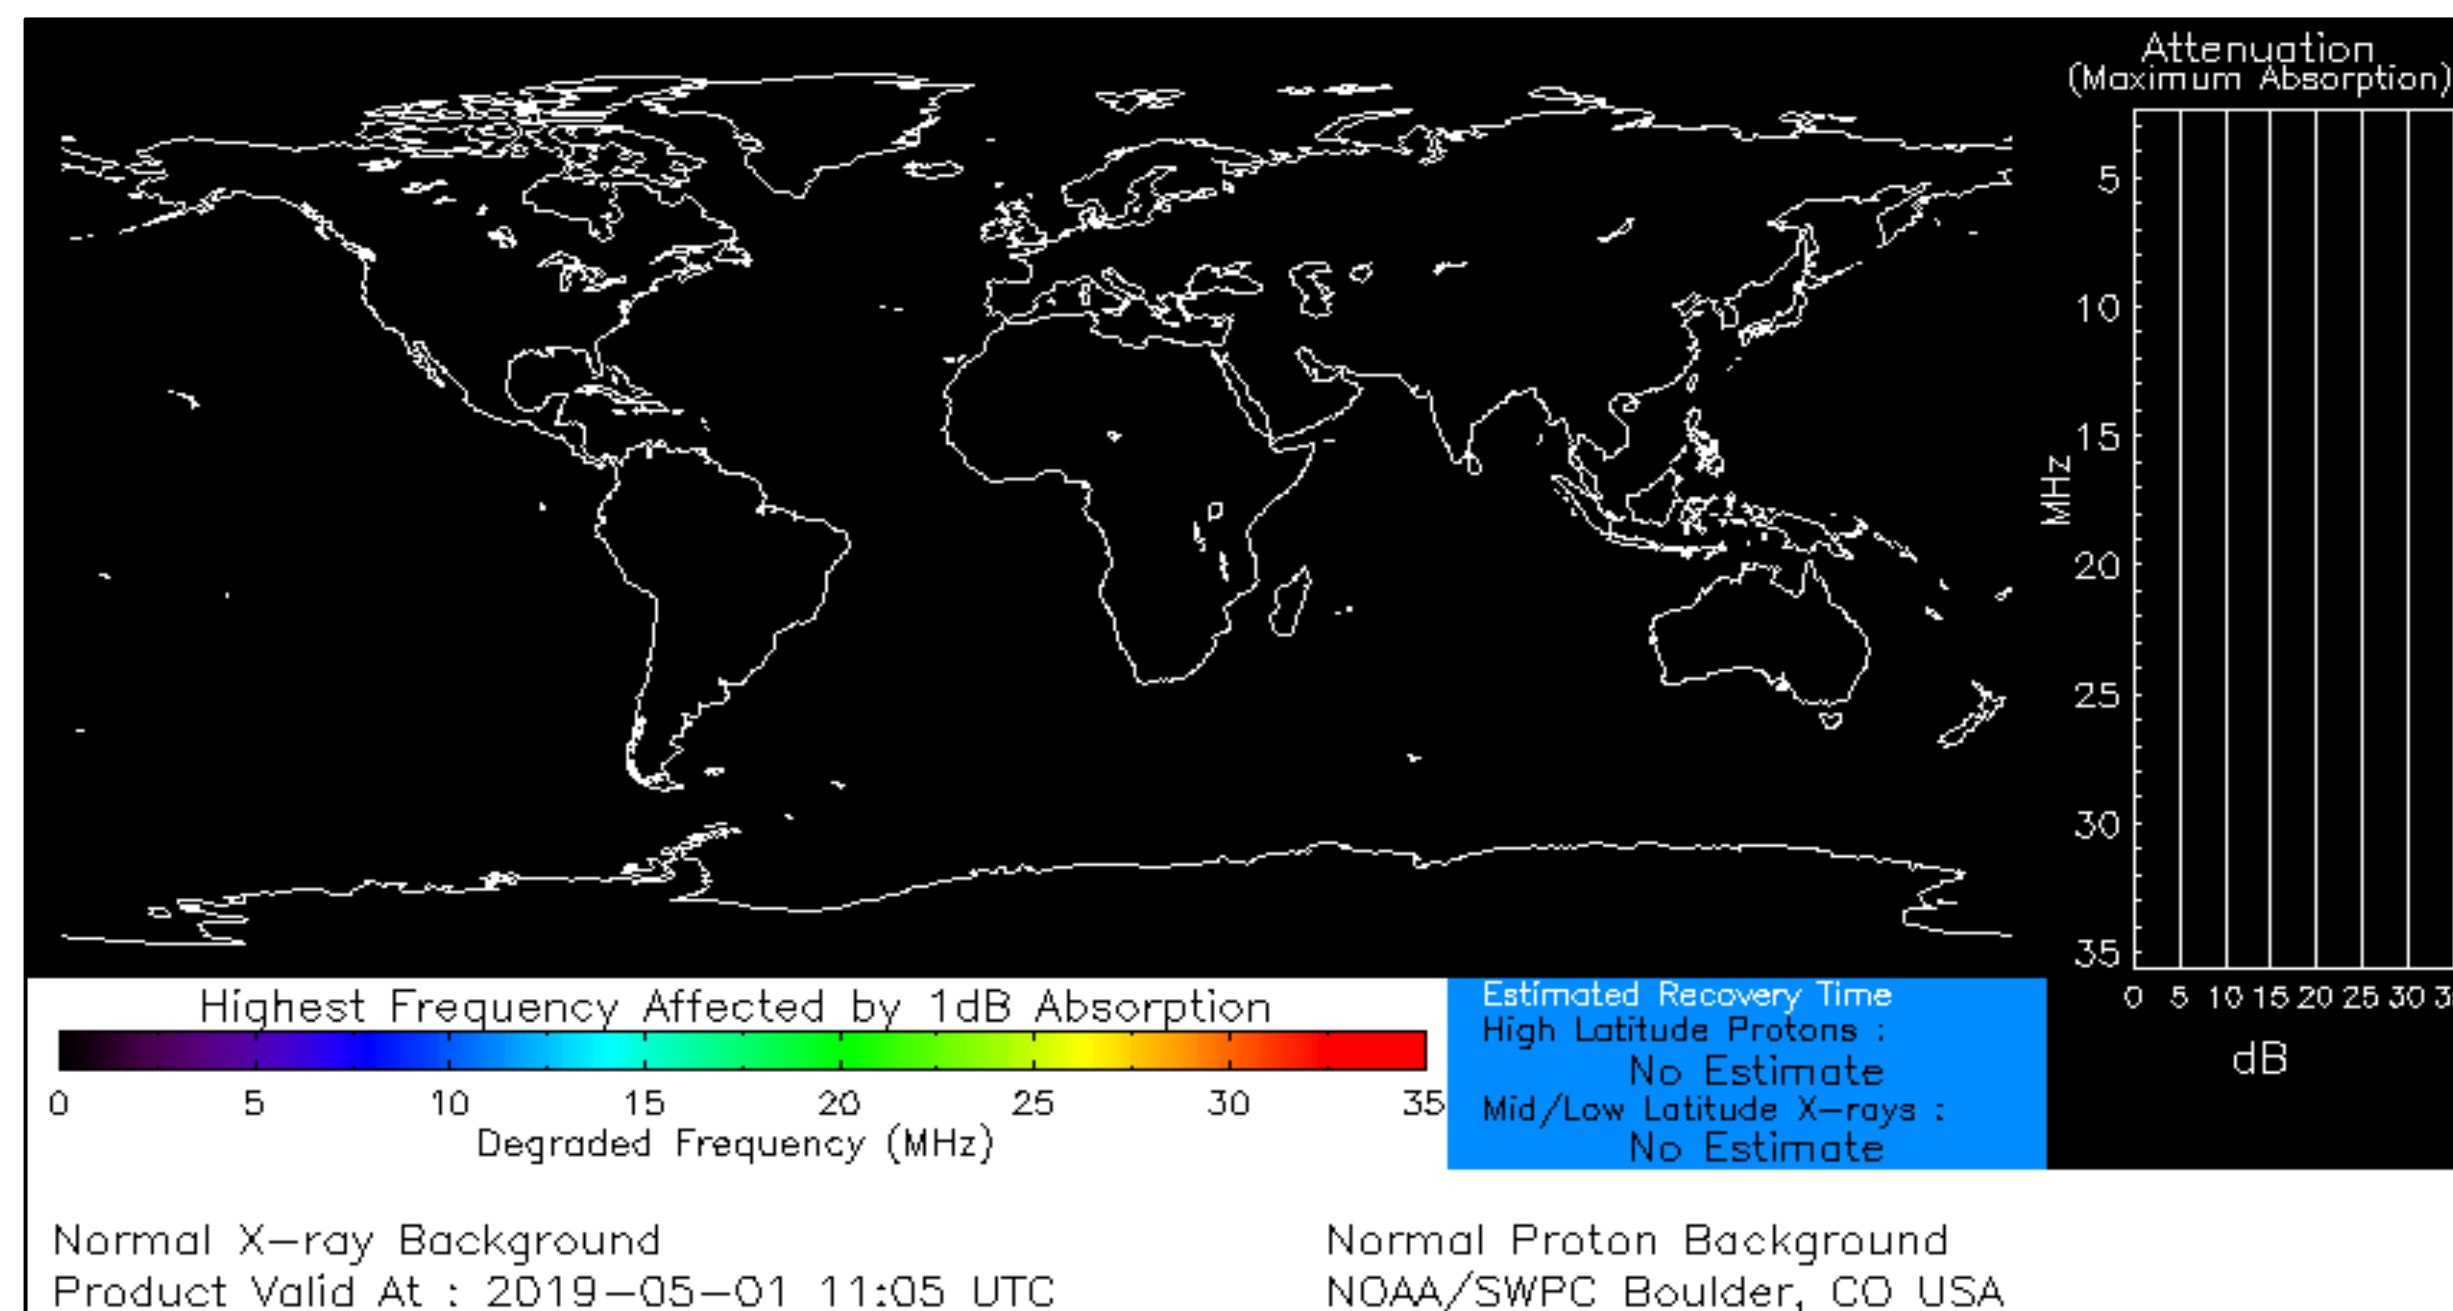 Attenuation
(Maximum Absorption)
5
10
15
20
25
30
35
MHz
0 5 10 15 20 25 30
dB
Highest Frequency Affected by 1dB Absorption
0 5 10 15 20 25 30 35
Degraded Frequency (MHz)
Estimated Recovery Time
High Latitude Protons :
No Estimate
Mid/Low Latitude X-rays :
No Estimate
Normal X-ray Background
Normal Proton Background
Product Valid At : 2019-05-01 11:05 UTC
NOAA/SWPC Boulder, CO USA